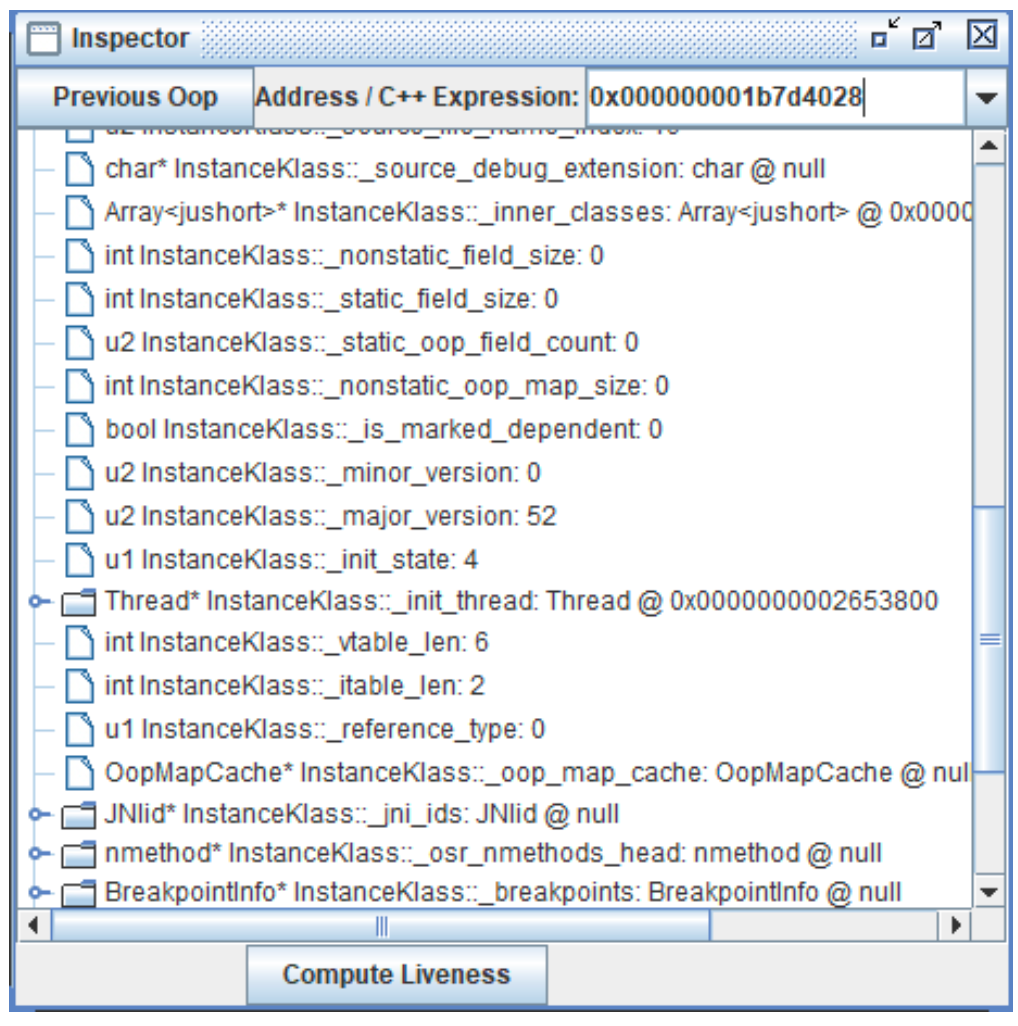 Inspector
Previous Oop Address / C++ Expression: 0x000000001b7d4028
char* InstanceKlass::_source_debug_extension: char @ null
Array<jushort>* InstanceKlass::_inner_classes: Array<jushort> @ 0x0000
int InstanceKlass::_nonstatic_field_size: 0
int InstanceKlass::_static_field_size: 0
u2 InstanceKlass::_static_oop_field_count: 0
int InstanceKlass::_nonstatic_oop_map_size: 0
bool InstanceKlass::_is_marked_dependent: 0
u2 InstanceKlass::_minor_version: 0
u2 InstanceKlass::_major_version: 52
u1 InstanceKlass::_init_state: 4
Thread* InstanceKlass::_init_thread: Thread @ 0x0000000002653800
int InstanceKlass::_vtable_len: 6
int InstanceKlass::_itable_len: 2
u1 InstanceKlass::_reference_type: 0
OopMapCache* InstanceKlass::_oop_map_cache: OopMapCache @ nul
JNIid* InstanceKlass::_jni_ids: JNIid @ null
nmethod* InstanceKlass::_osr_nmethods_head: nmethod @ null
BreakpointInfo* InstanceKlass::_breakpoints: BreakpointInfo @ null
Compute Liveness